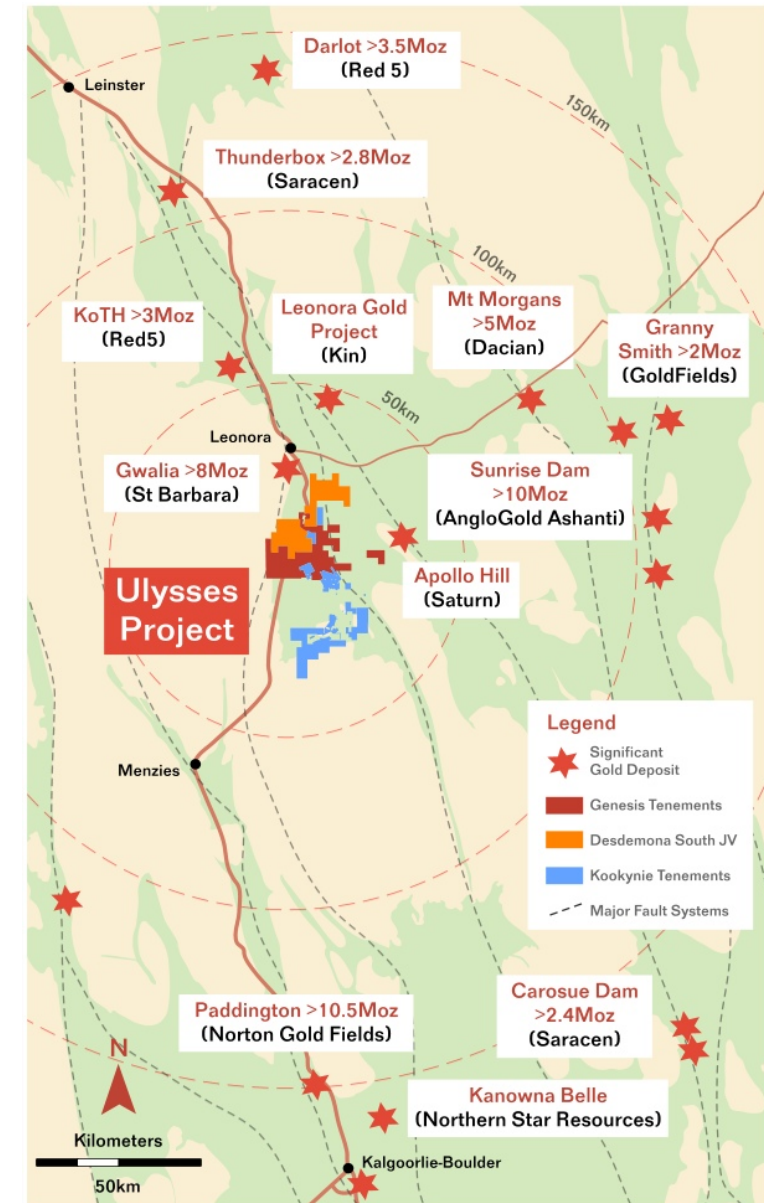 Darlot >3.5Moz
(Red 5)
Leinster
150km
Thunderbox >2.8Moz
(Saracen)
100km
KoTH >3Moz
(Red5)
Leonora Gold
Project
(Kin)
Mt Morgans
>5Moz
(Dacian)
Granny
Smith >2Moz
(GoldFields)
50km
Leonora
Gwalia >8Moz
(St Barbara)
Sunrise Dam
>10Moz
(AngloGold Ashanti)
Apollo Hill
(Saturn)
Ulysses
Project
Menzies
Legend
Significant
Gold Deposit
Genesis Tenements
Desdemona South JV
Kookynie Tenements
Major Fault Systems
Paddington >10.5Moz
(Norton Gold Fields)
Carosue Dam
>2.4Moz
(Saracen)
N
Kanowna Belle
(Northern Star Resources)
Kilometers
50km
Kalgoorlie-Boulder